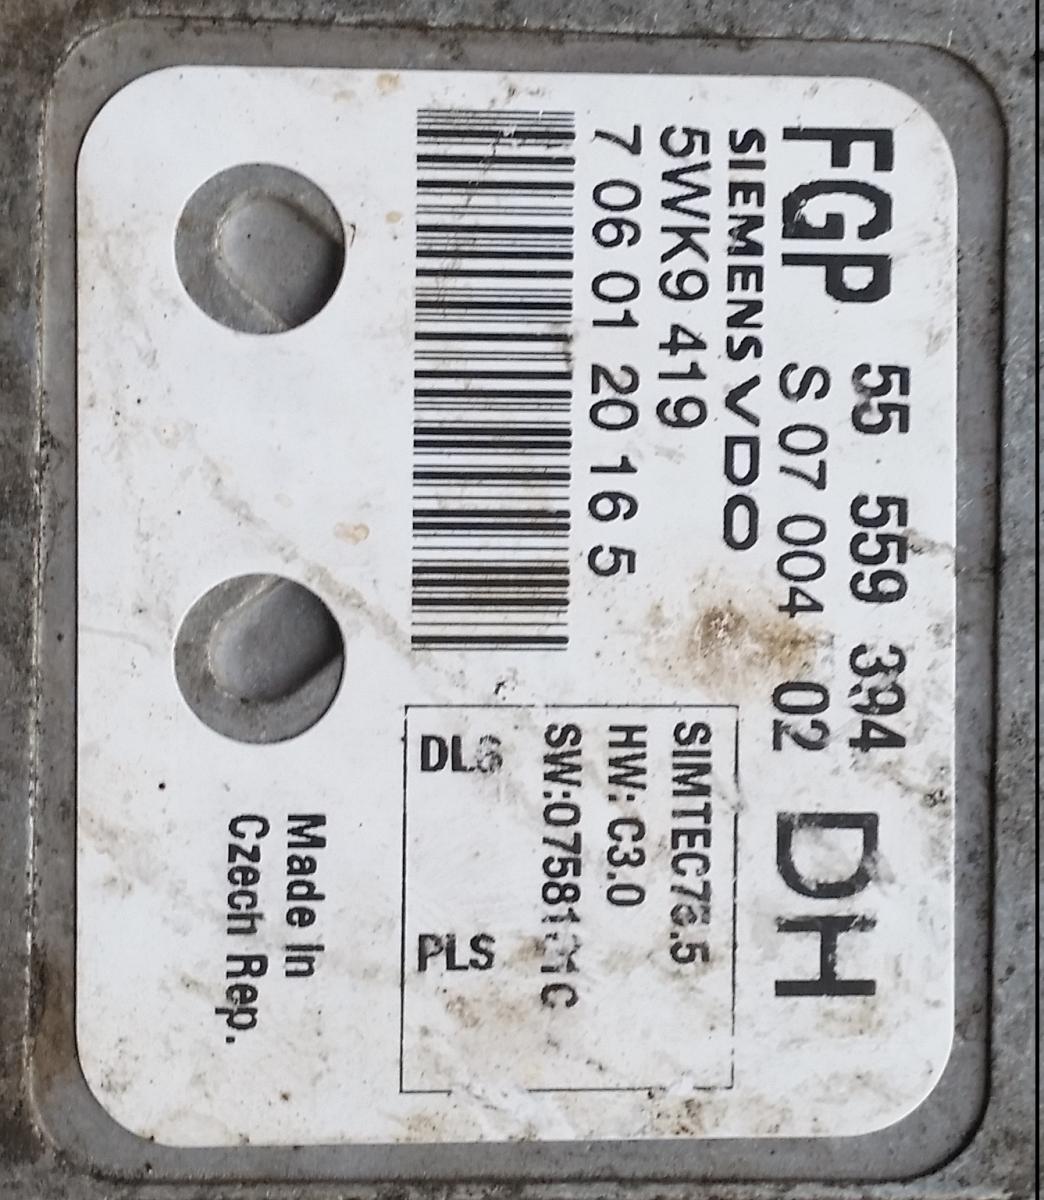 FGP 55 559 394 DH
S 07 004 02
SIEMENS VDO
5WK9 419
7 06 01 20 16 5
SIMTEC76.5
HW: C3.0
DLS PLS
Made In
Czech Rep.